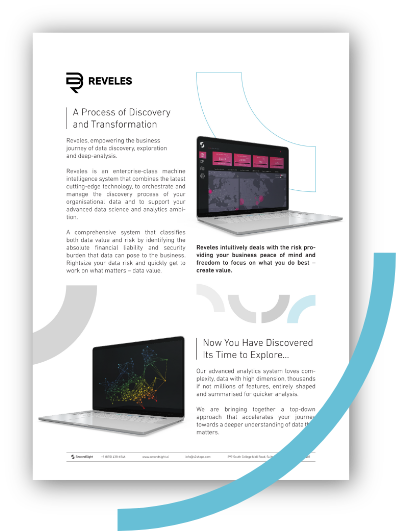 REVELES
A Process of Discovery
and Transformation
Reveles, empowering the business
journey of data discovery, exploration
and deep-analysis.
Reveles is an enterprise-class machine
intelligence system that combines the latest
cutting-edge technology, to orchestrate and
manage the discovery process of your
organisational data and to support your
advanced data science and analytics ambi-
tion.
A comprehensive system that classifies
both data value and risk by identifying the
absolute financial liability and security
burden that data can pose to the business.
Rightsize your data risk and quickly get to
work on what matters – data value.
Reveles intuitively deals with the risk pro-
viding your business peace of mind and
freedom to focus on what you do best –
create value.
Now You Have Discovered
its Time to Explore...
Our advanced analytics system loves com-
plexity, data with high dimension, thousands
if not millions of features, entirely shaped
and summarised for quicker analysis.
We are bringing together a top-down
approach that accelerates your journey
towards a deeper understanding of data that
matters.